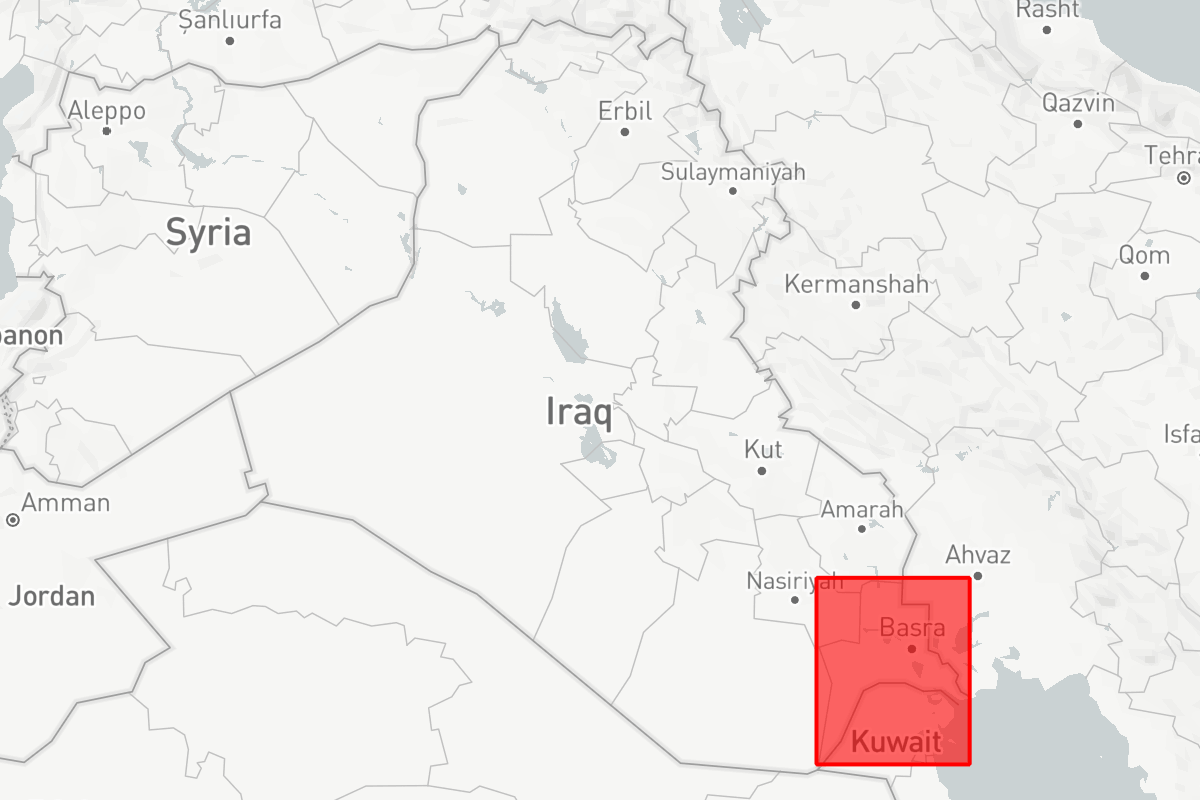 Şanlıurfa
Rasht
Aleppo
Erbil
Qazvin
Tehra
Sulaymaniyah
Syria
Qom
Kermanshah
banon
Iraq
Isfa
Kut
Amman
Amarah
Ahvaz
Nasiriyah
Jordan
Basra
Kuwait